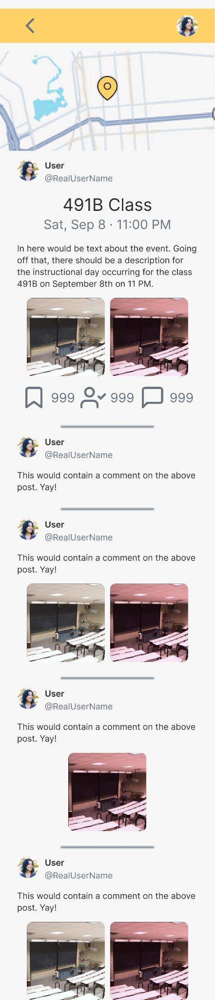 User
@RealUserName
491B Class
Sat, Sep 8 · 11:00 PM
In here would be text about the event. Going
off that, there should be a description for
the instructional day occurring for the class
491B on September 8th on 11 PM.
999 999 999
User
@RealUserName
This would contain a comment on the above
post. Yay!
User
@RealUserName
This would contain a comment on the above
post. Yay!
User
@RealUserName
This would contain a comment on the above
post. Yay!
User
@RealUserName
This would contain a comment on the above
post. Yay!